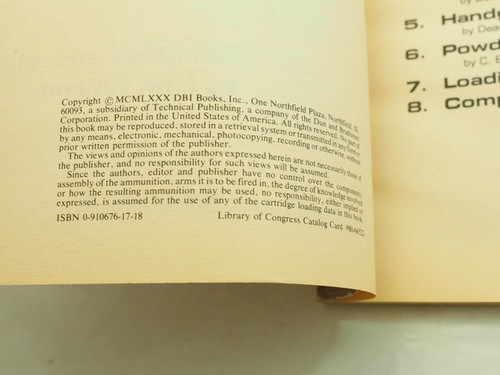 Copyright ©MCMLXXX DBI Books, Inc., One Northfield Plaza, Northfield, Ill.
60093, a subsidiary of Technical Publishing, a company of the Dun and Bradstreet
Corporation. Printed in the United States of America. All rights reserved. No part of
this book may be reproduced, stored in a retrieval system or transmitted in any form or
by any means, electronic, mechanical, photocopying, recording or otherwise, without
prior written permission of the publisher.
The views and opinions of the authors expressed herein are not necessarily those of
the publisher, and no responsibility for such views will be assumed.
Since the authors, editor and publisher have no control over the components,
assembly of the ammunition, arms it is to be fired in, the degree of knowledge involved
or how the resulting ammunition may be used, no responsibility, either implied or
expressed, is assumed for the use of any of the cartridge loading data in this book.
ISBN 0-910676-17-18 Library of Congress Catalog Card
5. Handg
by Dea
6. Powd
by C. E
7. Loadi
8. Comp